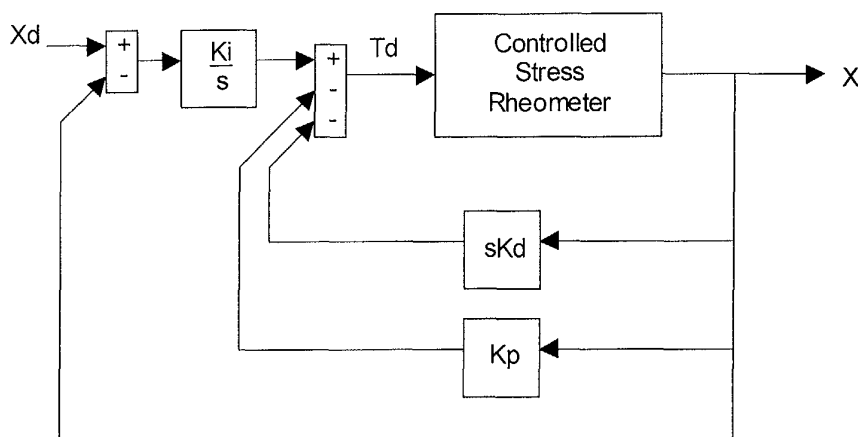 Xd
+
-
Ki
s
+
-
-
Td
Controlled
Stress
Rheometer
X
sKd
Kp